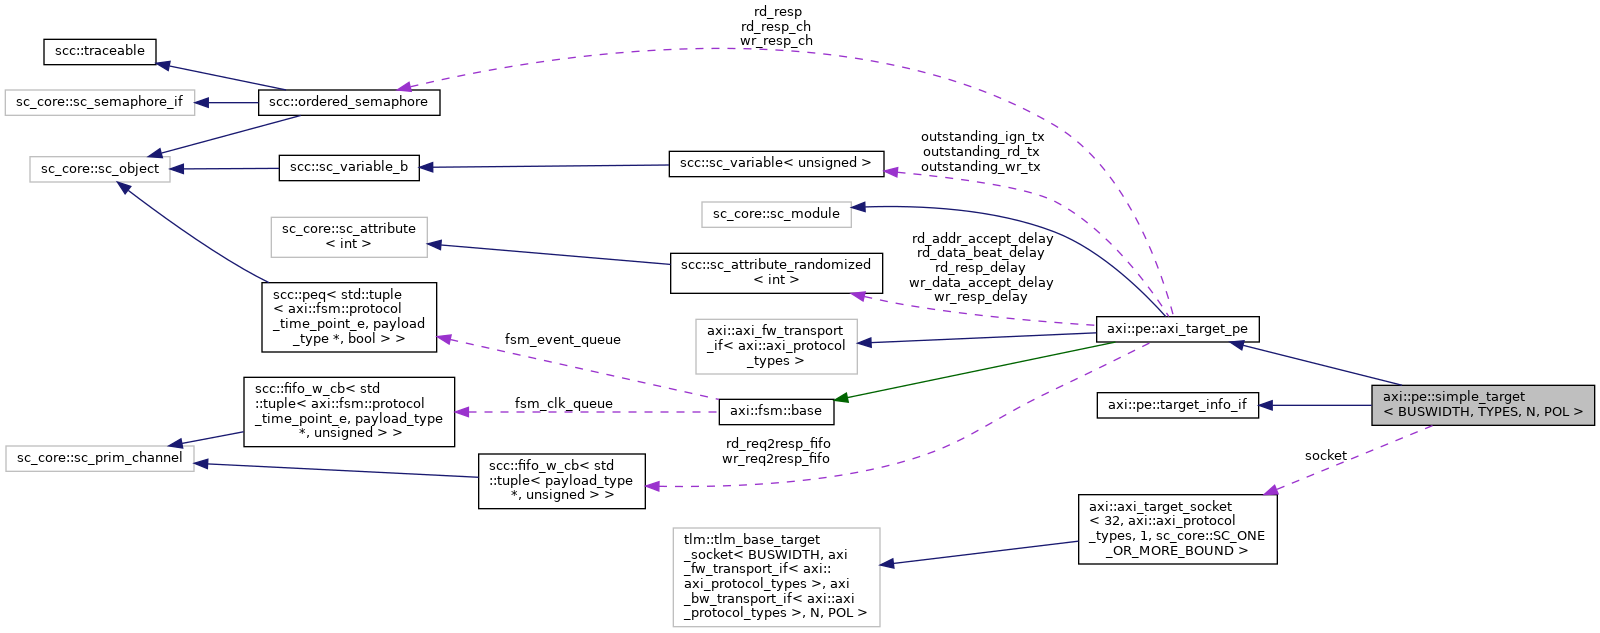 rd_resp
rd_resp_ch
wr_resp_ch
scc::traceable
sc_core::sc_semaphore_if
scc::ordered_semaphore
sc_core::sc_object
scc::sc_variable_b
scc::sc_variable< unsigned >
outstanding_ign_tx
outstanding_rd_tx
outstanding_wr_tx
sc_core::sc_module
sc_core::sc_attribute
< int >
scc::sc_attribute_randomized
< int >
rd_addr_accept_delay
rd_data_beat_delay
rd_resp_delay
wr_data_accept_delay
wr_resp_delay
scc::peq< std::tuple
< axi::fsm::protocol
_time_point_e, payload
_type *, bool > >
fsm_event_queue
axi::axi_fw_transport
_if< axi::axi_protocol
_types >
axi::pe::axi_target_pe
scc::fifo_w_cb< std
::tuple< axi::fsm::protocol
_time_point_e, payload_type
*, unsigned > >
fsm_clk_queue
axi::fsm::base
axi::pe::target_info_if
axi::pe::simple_target
< BUSWIDTH, TYPES, N, POL >
sc_core::sc_prim_channel
scc::fifo_w_cb< std
::tuple< payload_type
*, unsigned > >
rd_req2resp_fifo
wr_req2resp_fifo
socket
axi::axi_target_socket
< 32, axi::axi_protocol
_types, 1, sc_core::SC_ONE
_OR_MORE_BOUND >
tlm::tlm_base_target
_socket< BUSWIDTH, axi
_fw_transport_if< axi::
axi_protocol_types >, axi
_bw_transport_if< axi::axi
_protocol_types >, N, POL >